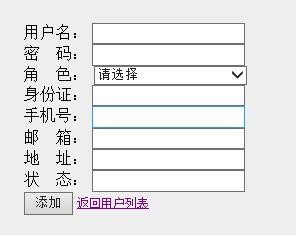 用户名：
密　码：
角　色： 请选择
身份证：
手机号：
邮　箱：
地　址：
状　态：
添加 返回用户列表